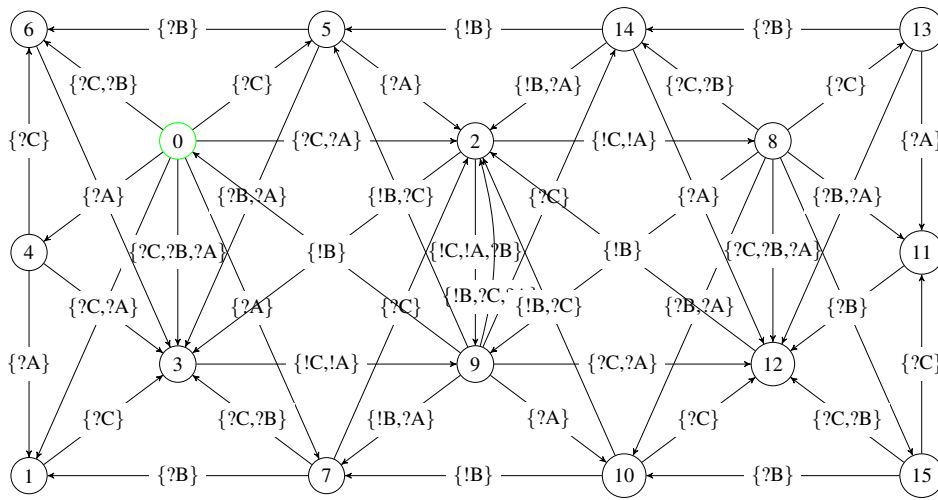 6 {?B} 5 {!B} 14 {?B} 13
{?C,?B} {?C} {?A} {!B,?A} {?C,?B} {?C}
{?C} 0 {?C,?A} 2 {!C,!A} 8 {?A}
{?A} {?B,?A} {!B,?C} {?C} {?A} {?B,?A}
4 {?C,?B,?A} {!B} {!C,!A,?B} {!B} {?C,?B,?A} 11
{?C,?A} {?A} {?C} {!B,?C, {!B,?C} {?B,?A} {?B}
{?A} 3 {!C,!A} 9 {?C,?A} 12 {?C}
{?C} {?C,?B} {!B,?A} {?A} {?C} {?C,?B}
1 {?B} 7 {!B} 10 {?B} 15